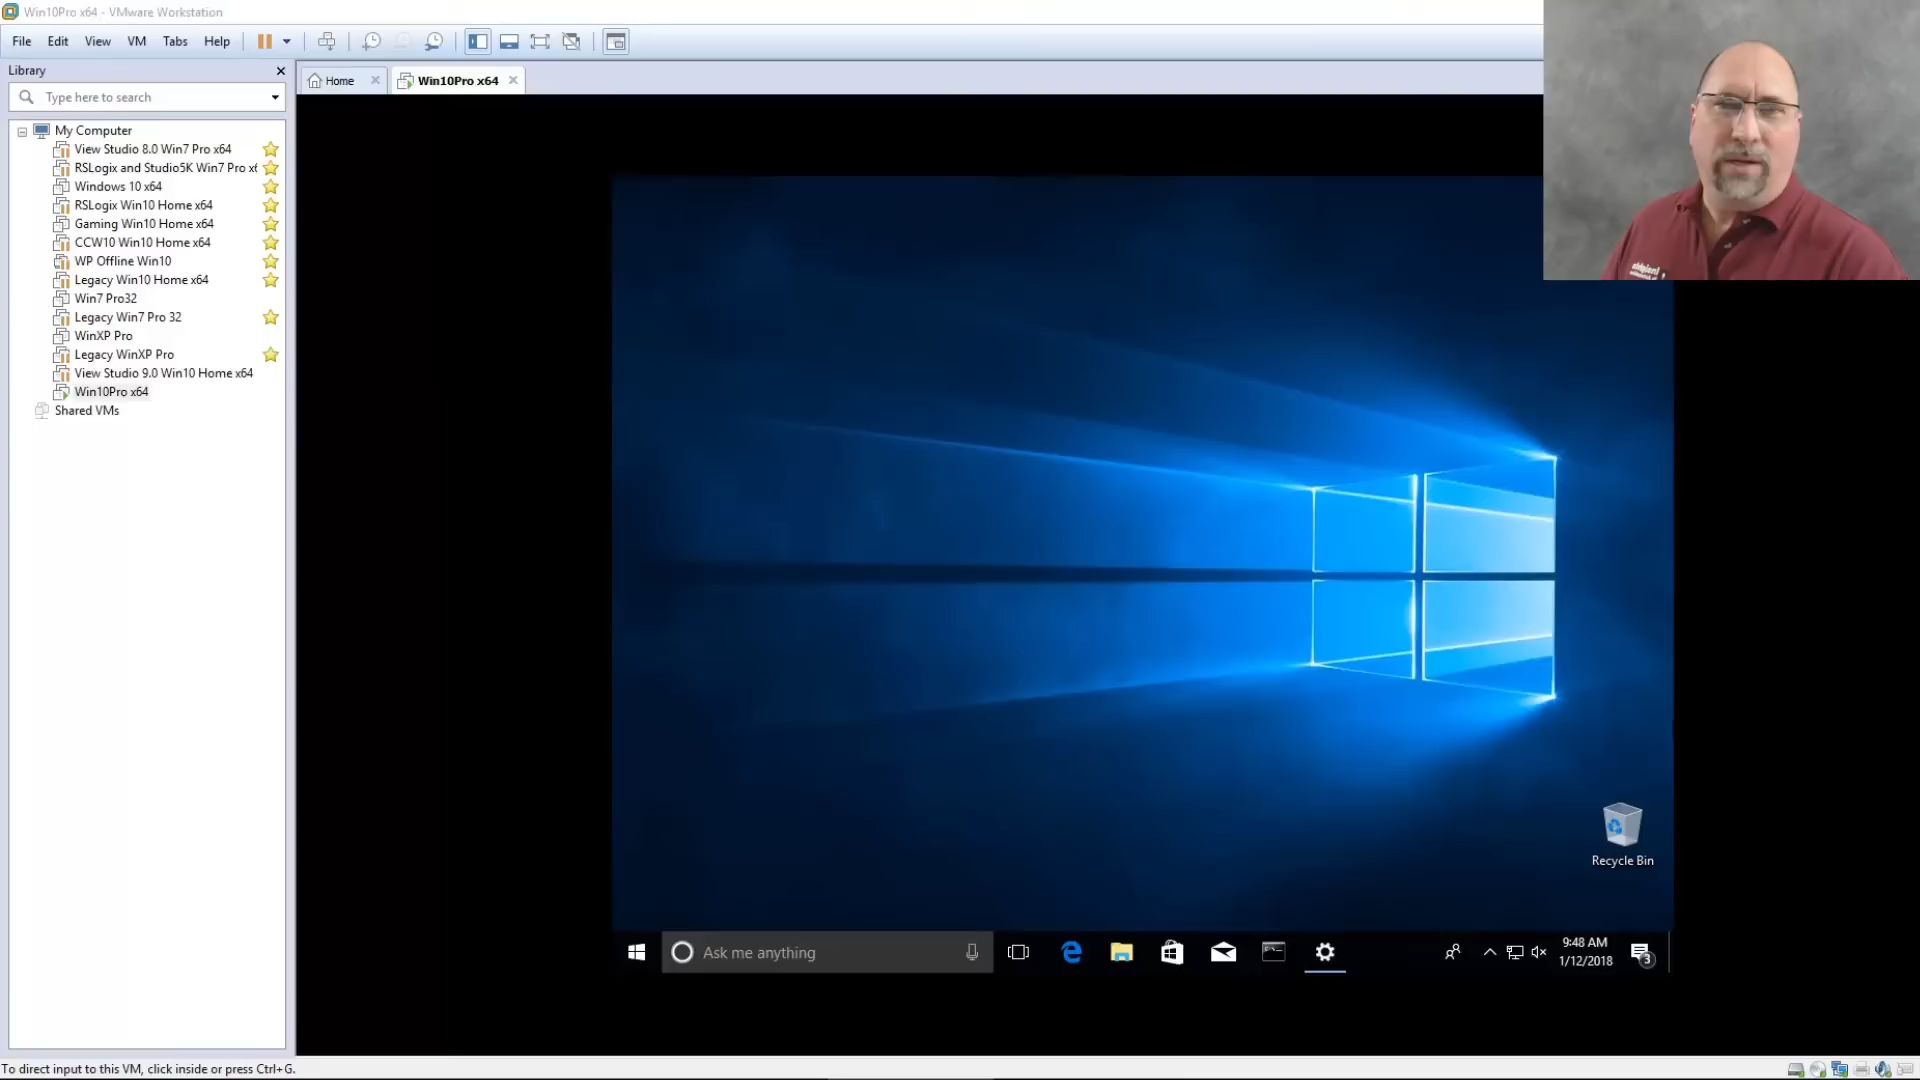 Win10Pro x64 - VMware Workstation
File Edit View VM Tabs Help
Library
Type here to search
My Computer
View Studio 8.0 Win7 Pro x64
RSLogix and Studio5K Win7 Pro x6
Windows 10 x64
RSLogix Win10 Home x64
Gaming Win10 Home x64
CCW10 Win10 Home x64
WP Offline Win10
Legacy Win10 Home x64
Win7 Pro32
Legacy Win7 Pro 32
WinXP Pro
Legacy WinXP Pro
View Studio 9.0 Win10 Home x64
Win10Pro x64
Shared VMs
Home
Win10Pro x64
Recycle Bin
Ask me anything
9:48 AM
1/12/2018
3
To direct input to this VM, click inside or press Ctrl+G.